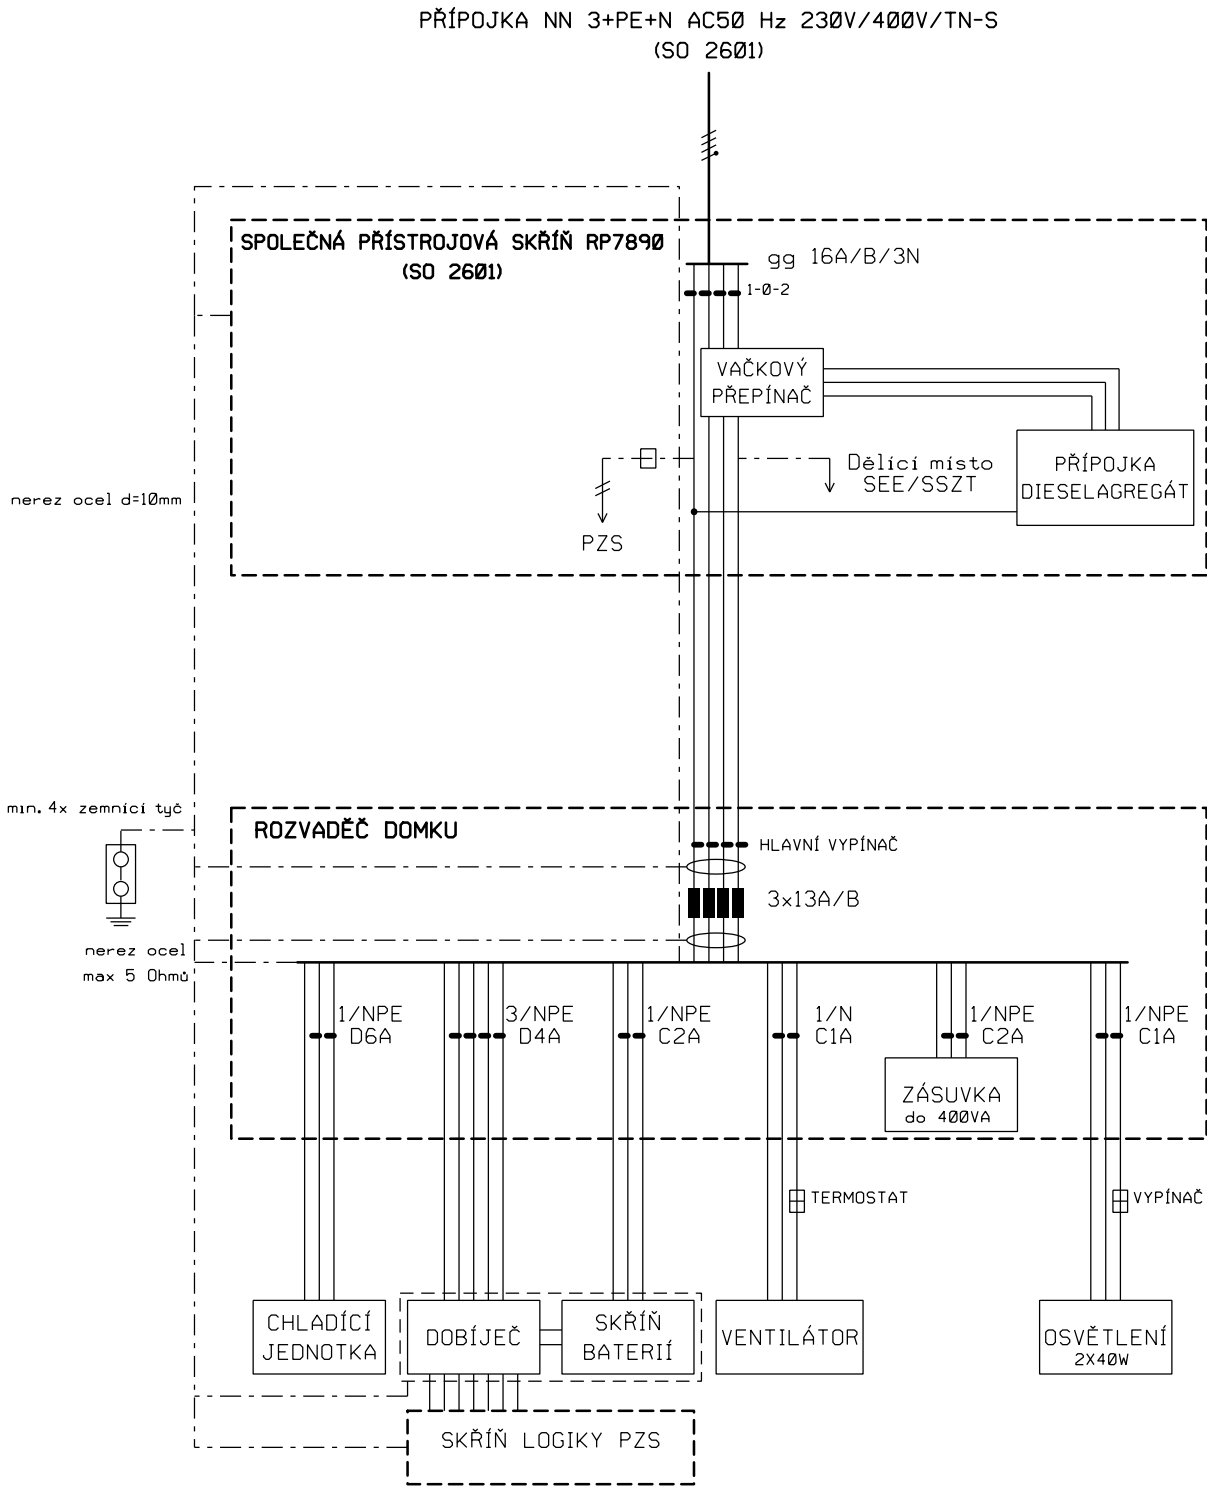 PŘÍPOJKA NN 3+PE+N AC50 Hz 230V/400V/TN-S
(SO 2601)
SPOLEČNÁ PŘÍSTROJOVÁ SKŘÍŇ RP7890
(SO 2601)
gg 16A/B/3N
1-0-2
VAČKOVÝ
PŘEPÍNAČ
Dělící místo
SEE/SSZT
PŘÍPOJKA
DIESELAGREGÁT
nerez ocel d=10mm
PZS
min. 4x zemnící tyč
ROZVADĚČ DOMKU
HLAVNÍ VYPÍNAČ
3x13A/B
nerez ocel
max 5 Ohmů
1/NPE
D6A
3/NPE
D4A
1/NPE
C2A
1/N
C1A
1/NPE
C2A
1/NPE
C1A
ZÁSUVKA
do 400VA
TERMOSTAT
VYPÍNAČ
CHLADÍCÍ
JEDNOTKA
DOBÍJEČ
SKŘÍŇ
BATERIÍ
VENTILÁTOR
OSVĚTLENÍ
2X40W
SKŘÍŇ LOGIKY PZS